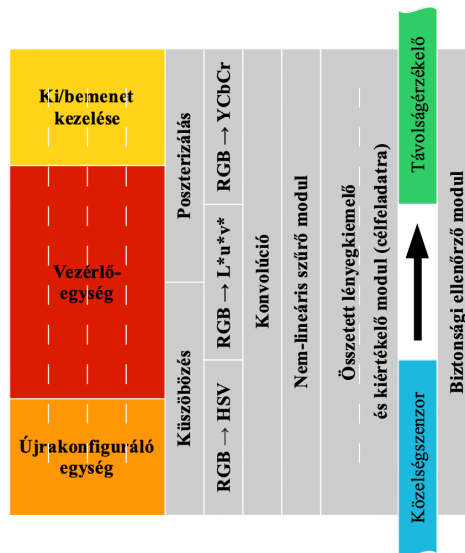 Ki/bemenet
kezelése
Vezérlő-
egység
Újrakonfiguráló
egység
Poszterizálás
Küszöbözés
RGB → YCbCr
RGB → L*u*v*
RGB → HSV
Konvolúció
Nem-lineáris szűrő modul
Összetett lényegkiemelő
és kiértékelő modul (célfeladatra)
Távolságérzékelő
Közelségszenzor
Biztonsági ellenőrző modul